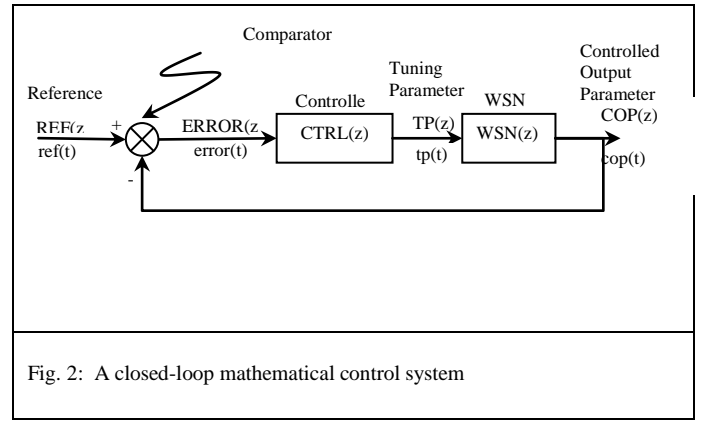 Comparator
Controlled
Output
Parameter
COP(z)
cop(t)
Tuning
Parameter
WSN
Controlle
Reference
REF(z
+
ref(t)
ERROR(z
error(t)
CTRL(z)
TP(z)
tp(t)
WSN(z)
-
Fig. 2: A closed-loop mathematical control system